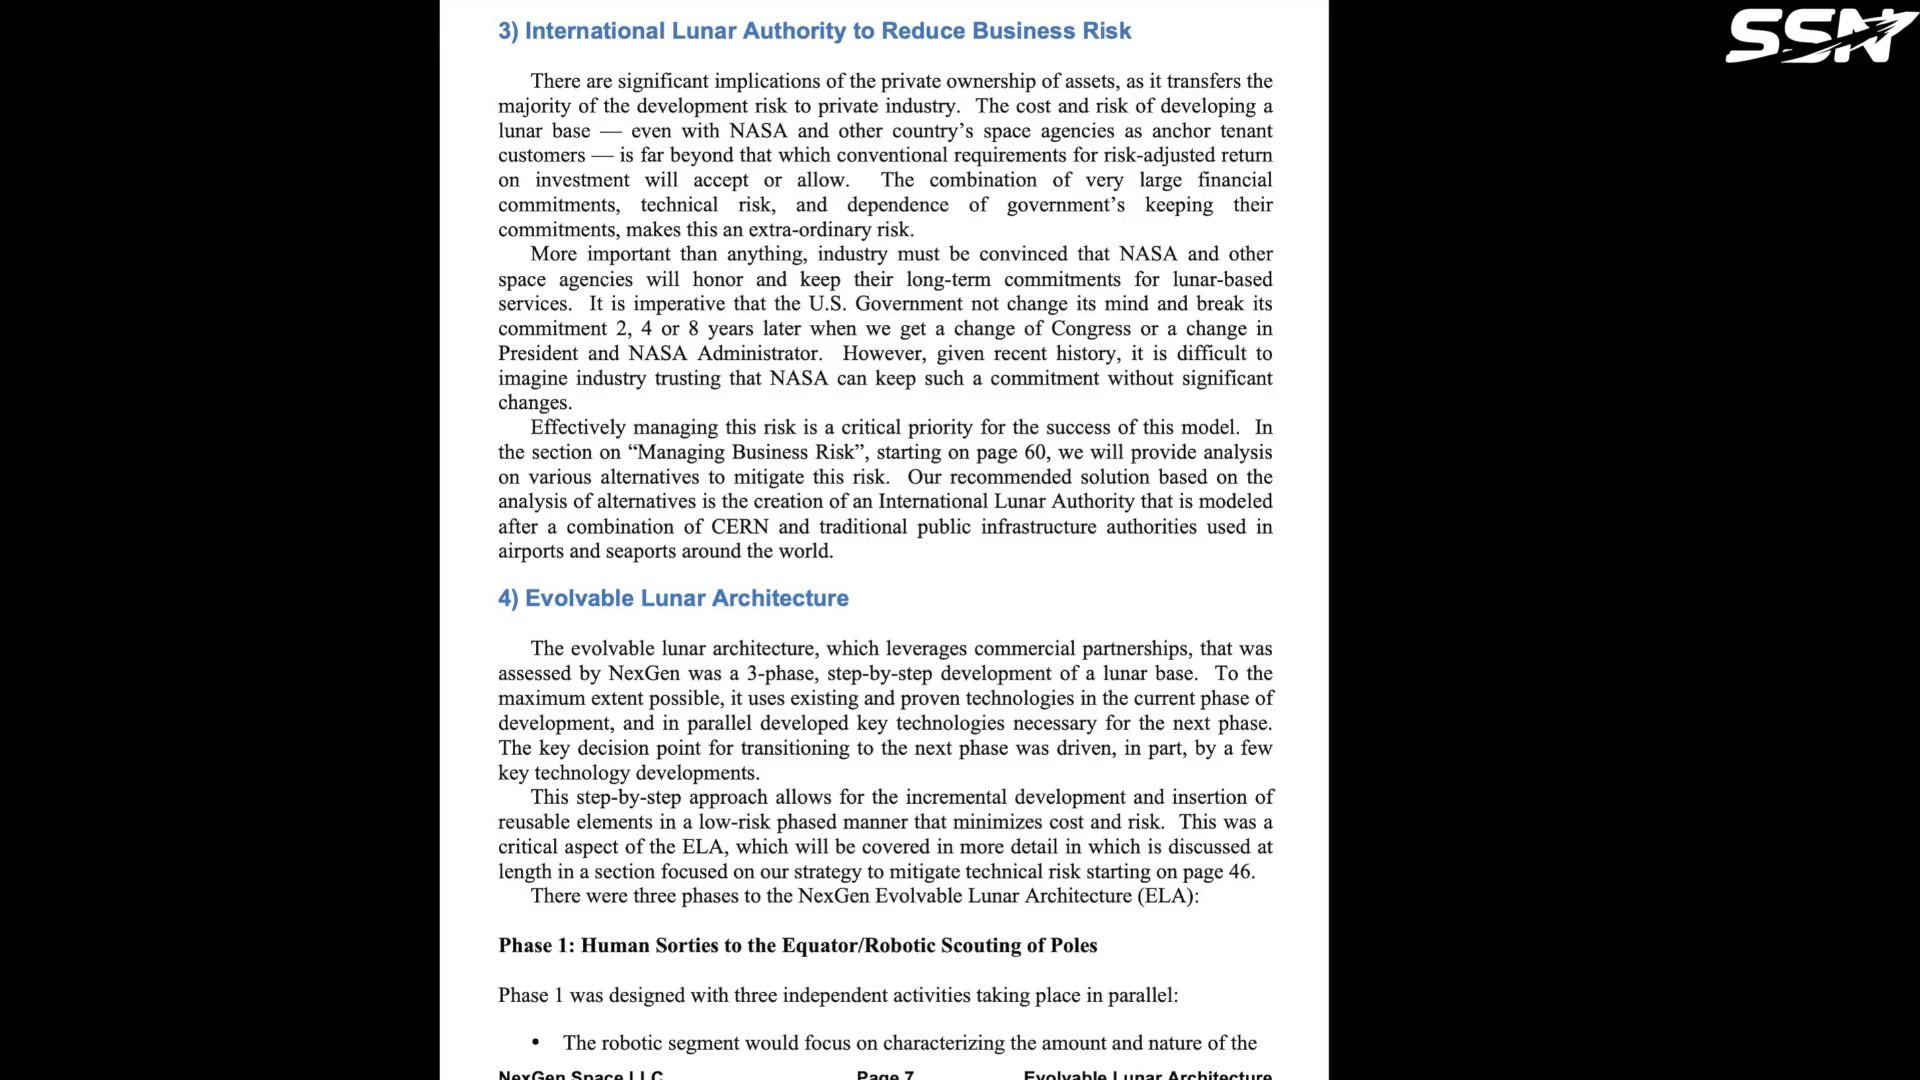 SSN
3) International Lunar Authority to Reduce Business Risk
There are significant implications of the private ownership of assets, as it transfers the
majority of the development risk to private industry. The cost and risk of developing a
lunar base — even with NASA and other country’s space agencies as anchor tenant
customers — is far beyond that which conventional requirements for risk-adjusted return
on investment will accept or allow. The combination of very large financial
commitments, technical risk, and dependence of government’s keeping their
commitments, makes this an extra-ordinary risk.
More important than anything, industry must be convinced that NASA and other
space agencies will honor and keep their long-term commitments for lunar-based
services. It is imperative that the U.S. Government not change its mind and break its
commitment 2, 4 or 8 years later when we get a change of Congress or a change in
President and NASA Administrator. However, given recent history, it is difficult to
imagine industry trusting that NASA can keep such a commitment without significant
changes.
Effectively managing this risk is a critical priority for the success of this model. In
the section on “Managing Business Risk”, starting on page 60, we will provide analysis
on various alternatives to mitigate this risk. Our recommended solution based on the
analysis of alternatives is the creation of an International Lunar Authority that is modeled
after a combination of CERN and traditional public infrastructure authorities used in
airports and seaports around the world.
4) Evolvable Lunar Architecture
The evolvable lunar architecture, which leverages commercial partnerships, that was
assessed by NexGen was a 3-phase, step-by-step development of a lunar base. To the
maximum extent possible, it uses existing and proven technologies in the current phase of
development, and in parallel developed key technologies necessary for the next phase.
The key decision point for transitioning to the next phase was driven, in part, by a few
key technology developments.
This step-by-step approach allows for the incremental development and insertion of
reusable elements in a low-risk phased manner that minimizes cost and risk. This was a
critical aspect of the ELA, which will be covered in more detail in which is discussed at
length in a section focused on our strategy to mitigate technical risk starting on page 46.
There were three phases to the NexGen Evolvable Lunar Architecture (ELA):
Phase 1: Human Sorties to the Equator/Robotic Scouting of Poles
Phase 1 was designed with three independent activities taking place in parallel:
• The robotic segment would focus on characterizing the amount and nature of the
NexGen Space LLC Page 7 Evolvable Lunar Architecture